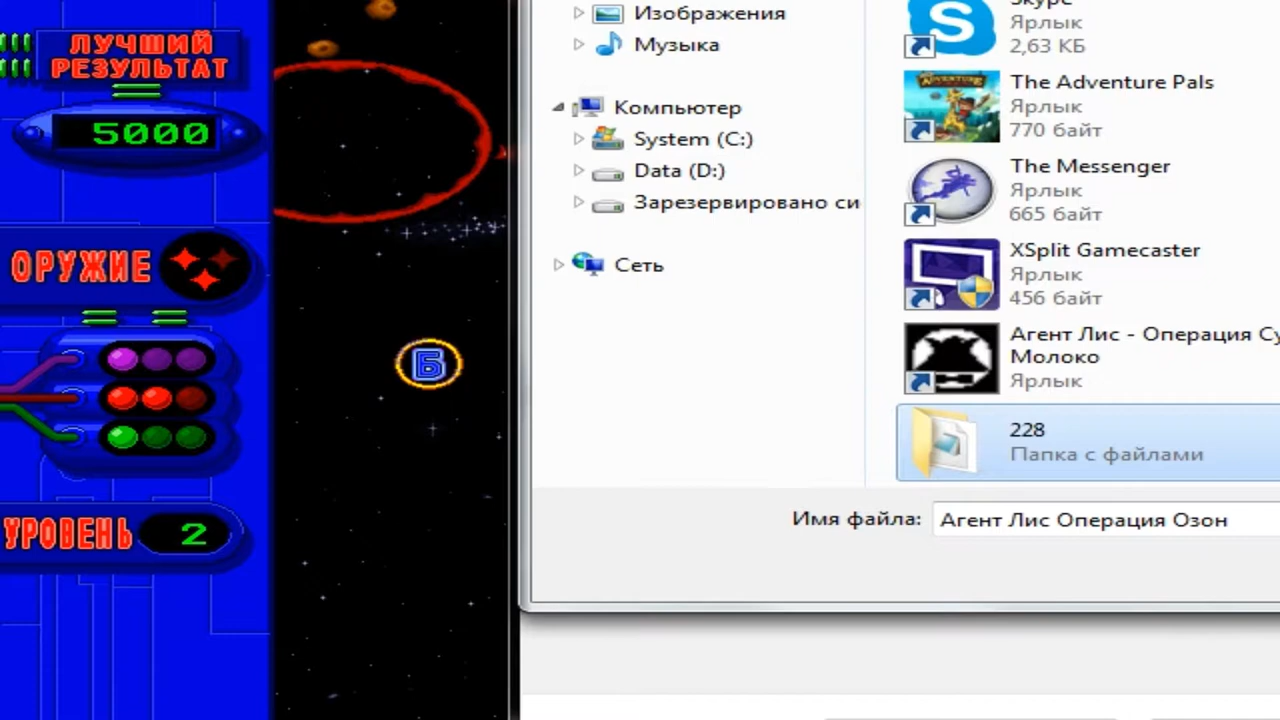 ЛУЧШИЙ
РЕЗУЛЬТАТ
5000
ОРУЖИЕ
Б
УРОВЕНЬ 2
Изображения
Музыка
Компьютер
System (C:)
Data (D:)
Зарезервировано си
Сеть
Skype
Ярлык
2,63 КБ
The Adventure Pals
Ярлык
770 байт
The Messenger
Ярлык
665 байт
XSplit Gamecaster
Ярлык
456 байт
Агент Лис - Операция Су
Молоко
Ярлык
228
Папка с файлами
Имя файла: Агент Лис Операция Озон